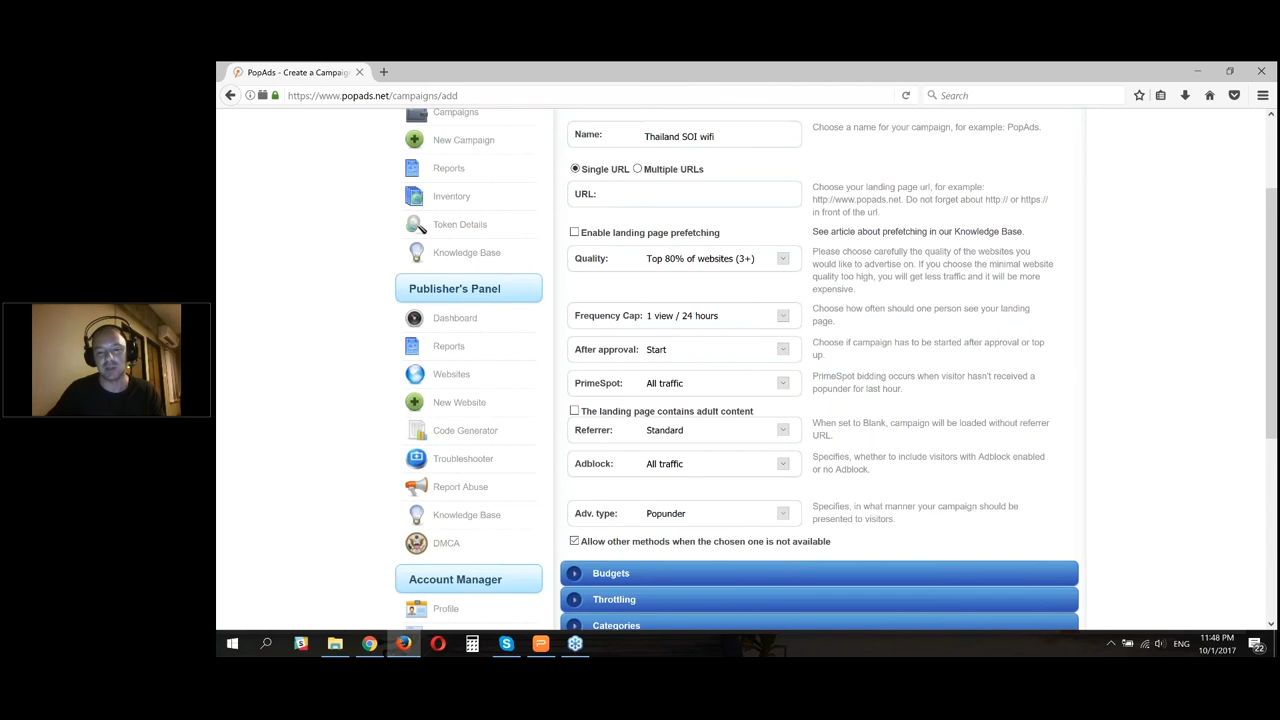 PopAds - Create a Campaig
https://www.popads.net/campaigns/add
Search
Campaigns
New Campaign
Reports
Inventory
Token Details
Knowledge Base
Publisher's Panel
Dashboard
Reports
Websites
New Website
Code Generator
Troubleshooter
Report Abuse
Knowledge Base
DMCA
Account Manager
Profile
Name: Thailand SOI wifi
Choose a name for your campaign, for example: PopAds.
Single URL Multiple URLs
URL:
Choose your landing page url, for example:
http://www.popads.net. Do not forget about http:// or https://
in front of the url.
Enable landing page prefetching
See article about prefetching in our Knowledge Base.
Quality: Top 80% of websites (3+)
Please choose carefully the quality of the websites you
would like to advertise on. If you choose the minimal website
quality too high, you will get less traffic and it will be more
expensive.
Frequency Cap: 1 view / 24 hours
Choose how often should one person see your landing
page.
After approval: Start
Choose if campaign has to be started after approval or top
up.
PrimeSpot: All traffic
PrimeSpot bidding occurs when visitor hasn't received a
popunder for last hour.
The landing page contains adult content
Referrer: Standard
When set to Blank, campaign will be loaded without referrer
URL.
Adblock: All traffic
Specifies, whether to include visitors with Adblock enabled
or no Adblock.
Adv. type: Popunder
Specifies, in what manner your campaign should be
presented to visitors.
Allow other methods when the chosen one is not available
Budgets
Throttling
Categories
ENG
11:48 PM
10/1/2017
22